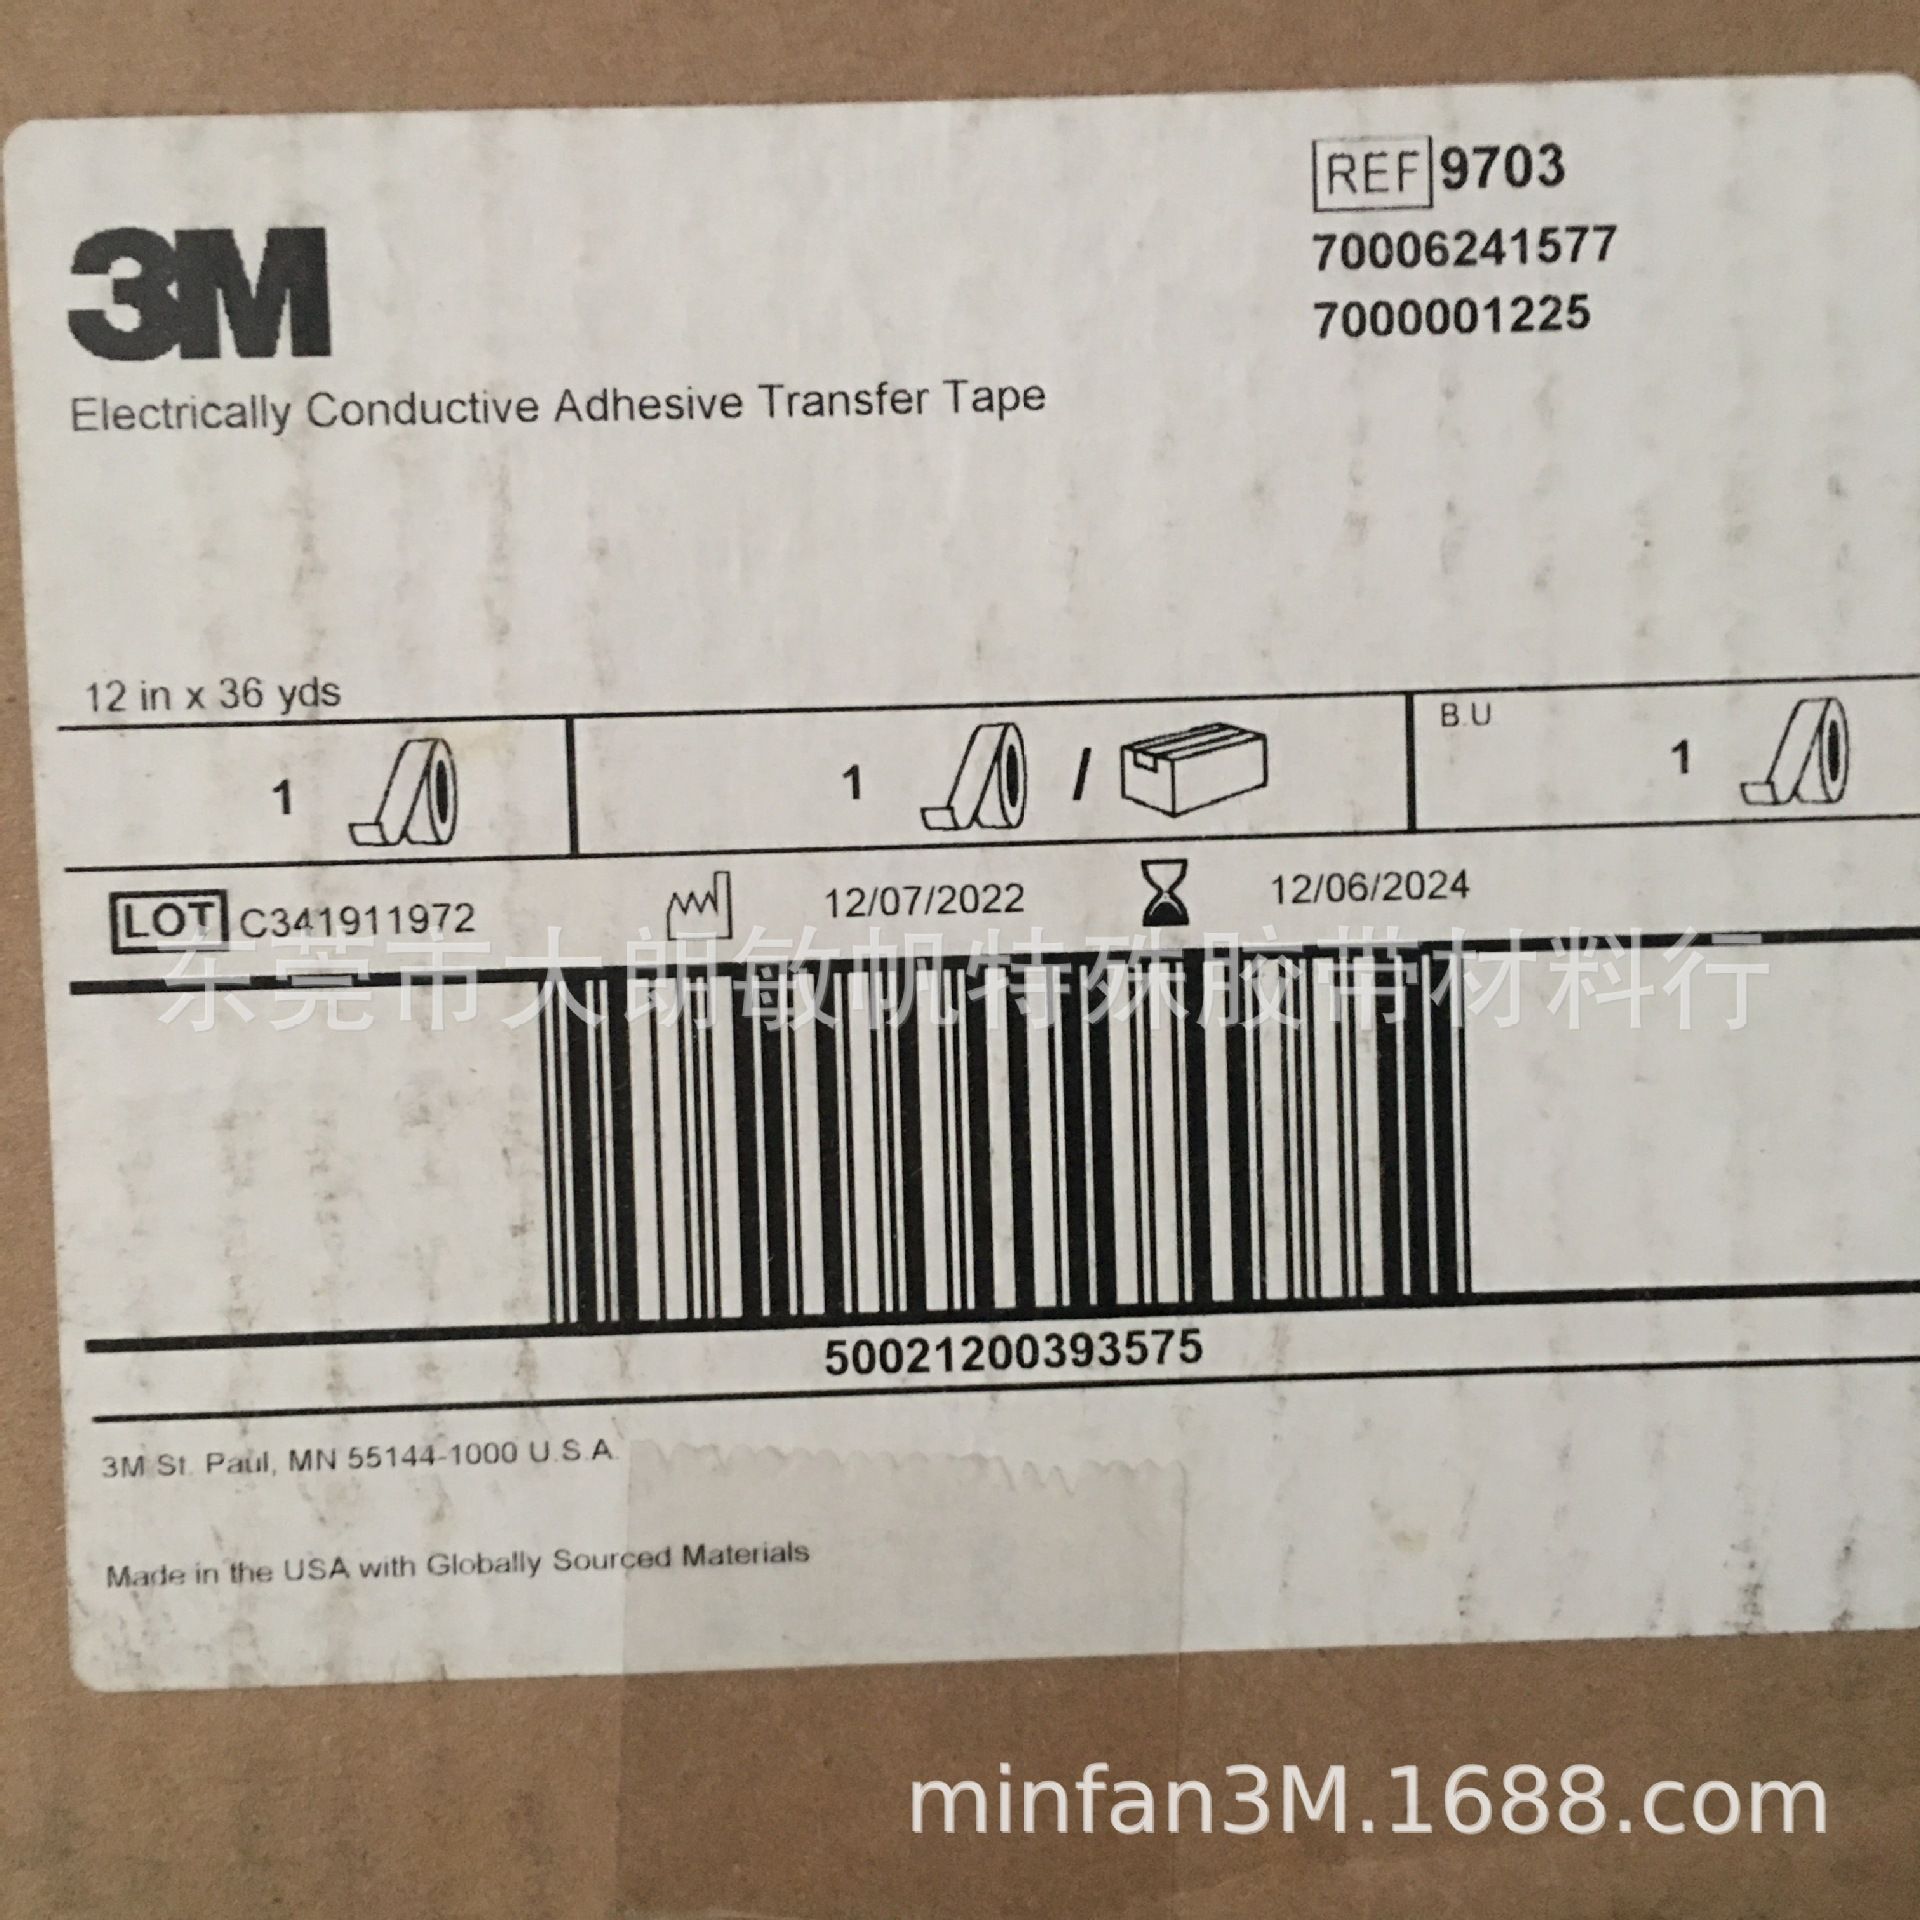 REF 9703
70006241577
7000001225
3M
Electrically Conductive Adhesive Transfer Tape
12 in x 36 yds
1
1 /
B.U
1
LOT C341911972
12/07/2022
12/06/2024
东莞市大朗敏帆特殊胶带材料行
50021200393575
3M St. Paul, MN 55144-1000 U.S.A.
Made in the USA with Globally Sourced Materials
minfan3M.1688.com